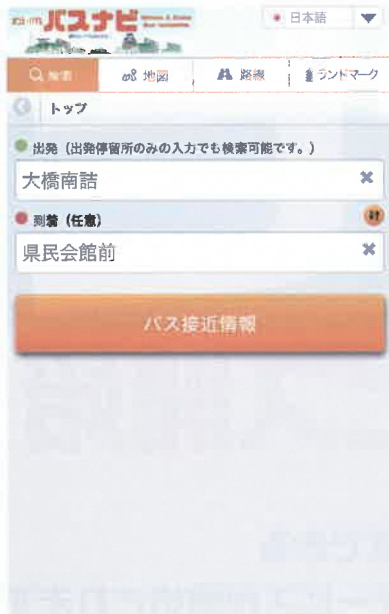 バスナビ
日本語
検索
地図
路線
ランドマーク
トップ
出発（出発停留所のみの入力でも検索可能です。）
大橋南詰
到着（任意）
県民会館前
バス接近情報